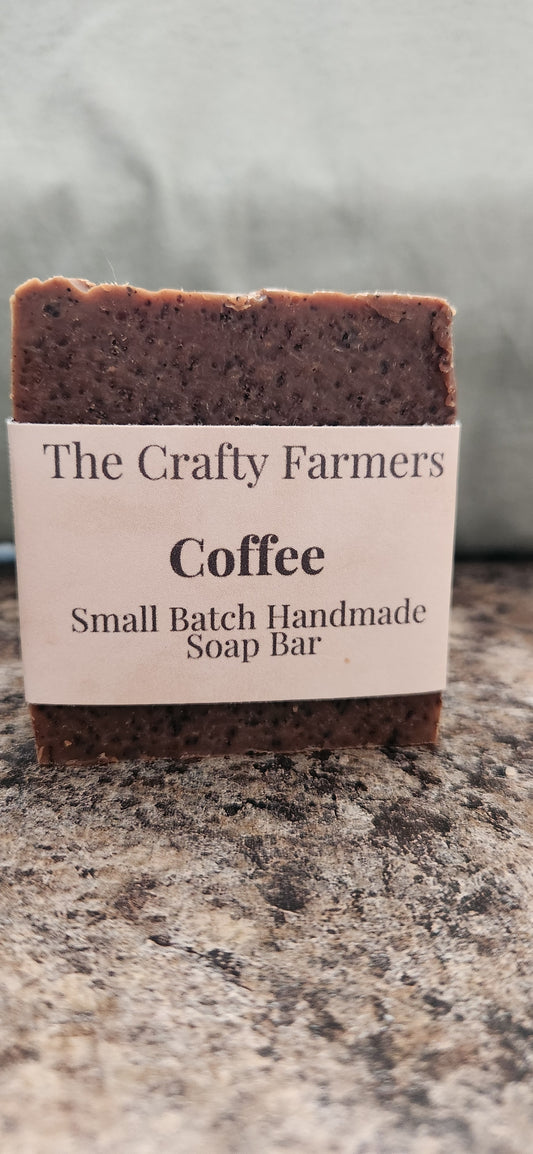 The Crafty Farmers
Coffee
Small Batch Handmade
Soap Bar